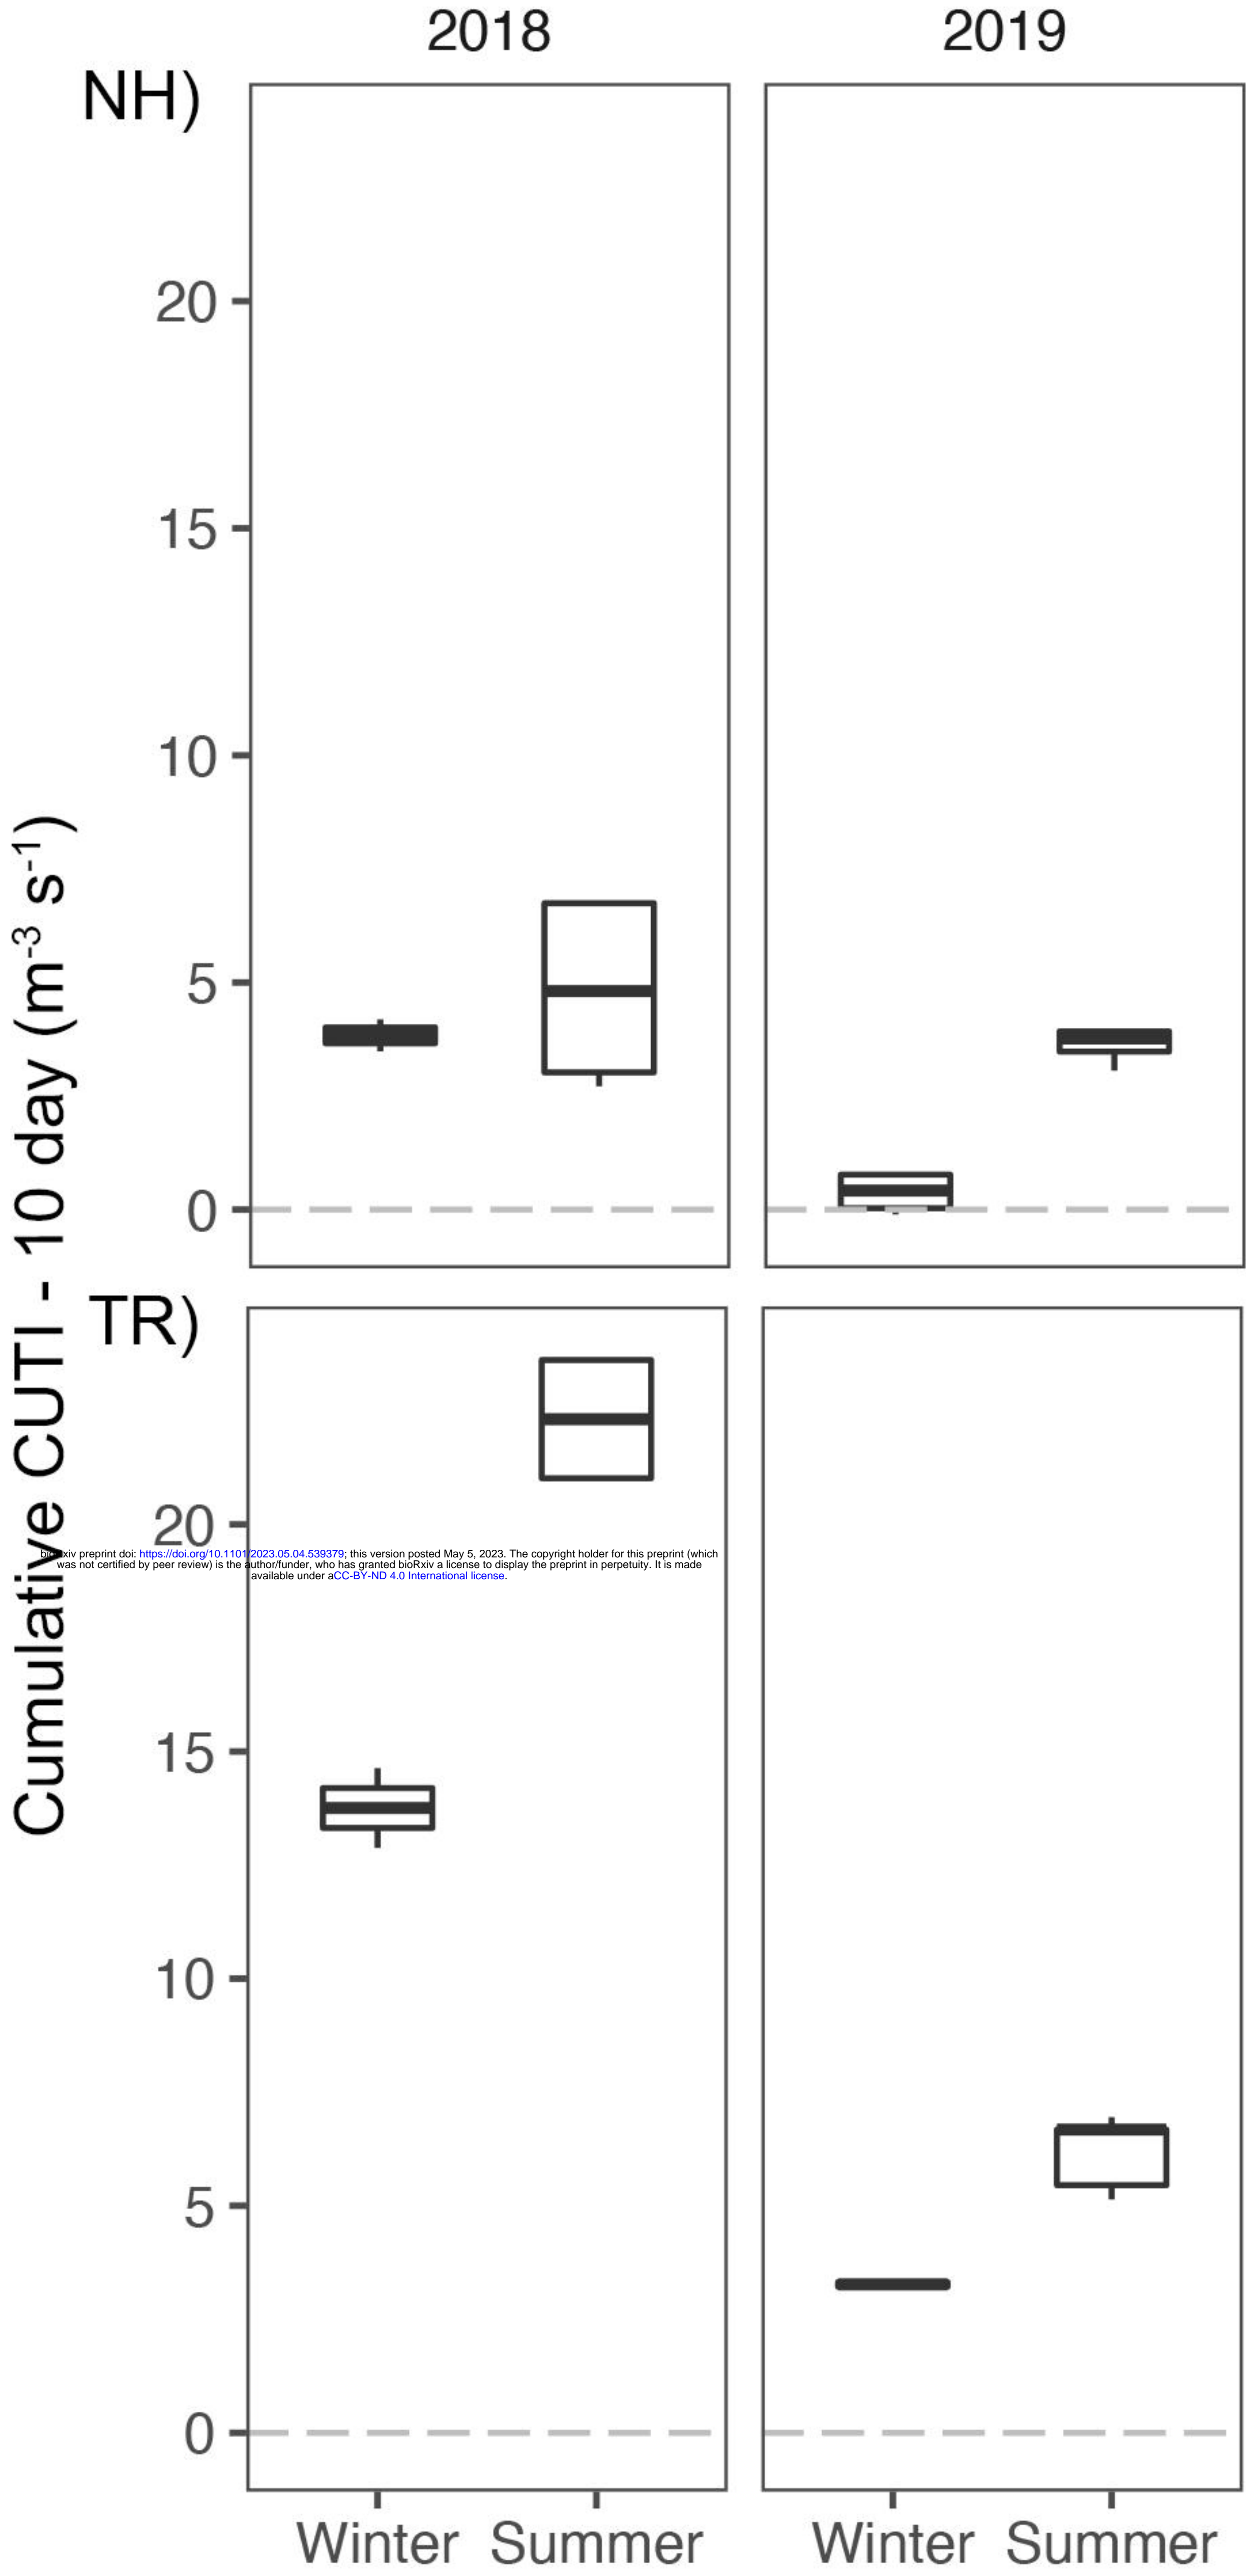 2018 2019
NH)
20
15
10
5
0
Cumulative CUTI - 10 day (m⁻³ s⁻¹)
TR)
20
bioRxiv preprint doi: https://doi.org/10.1101/2023.05.04.539379; this version posted May 5, 2023. The copyright holder for this preprint (which
was not certified by peer review) is the author/funder, who has granted bioRxiv a license to display the preprint in perpetuity. It is made
available under aCC-BY-ND 4.0 International license.
15
10
5
0
Winter Summer Winter Summer